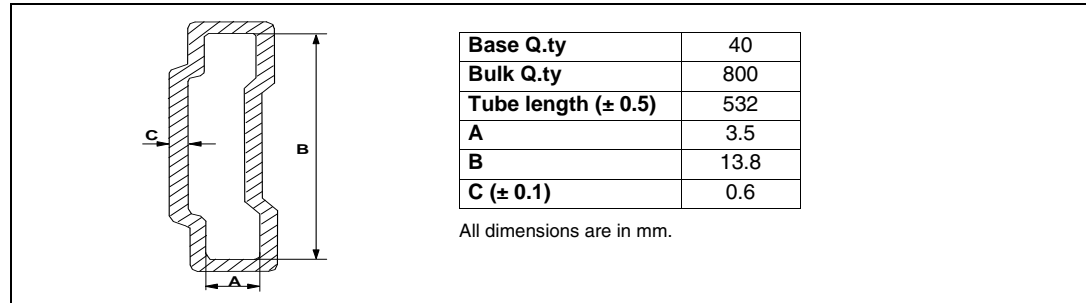 C
B
A
Base Q.ty 40
Bulk Q.ty 800
Tube length (± 0.5) 532
A 3.5
B 13.8
C (± 0.1) 0.6
All dimensions are in mm.